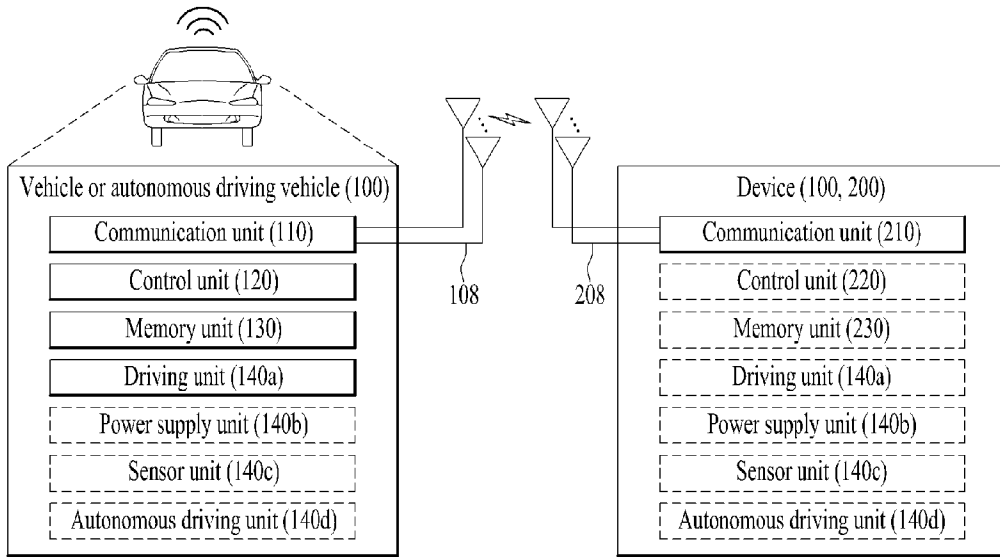 Vehicle or autonomous driving vehicle (100)
Communication unit (110)
Control unit (120)
Memory unit (130)
Driving unit (140a)
Power supply unit (140b)
Sensor unit (140c)
Autonomous driving unit (140d)
108
208
Device (100, 200)
Communication unit (210)
Control unit (220)
Memory unit (230)
Driving unit (140a)
Power supply unit (140b)
Sensor unit (140c)
Autonomous driving unit (140d)